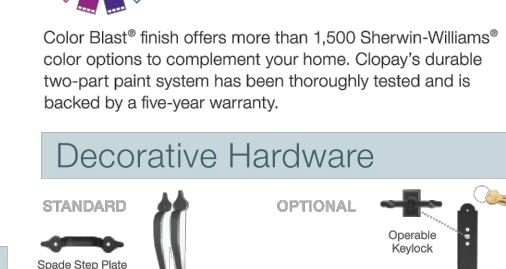 Color Blast® finish offers more than 1,500 Sherwin-Williams®
color options to complement your home. Clopay's durable
two-part paint system has been thoroughly tested and is
backed by a five-year warranty.
Decorative Hardware
STANDARD
OPTIONAL
Operable
Keylock
Spade Step Plate